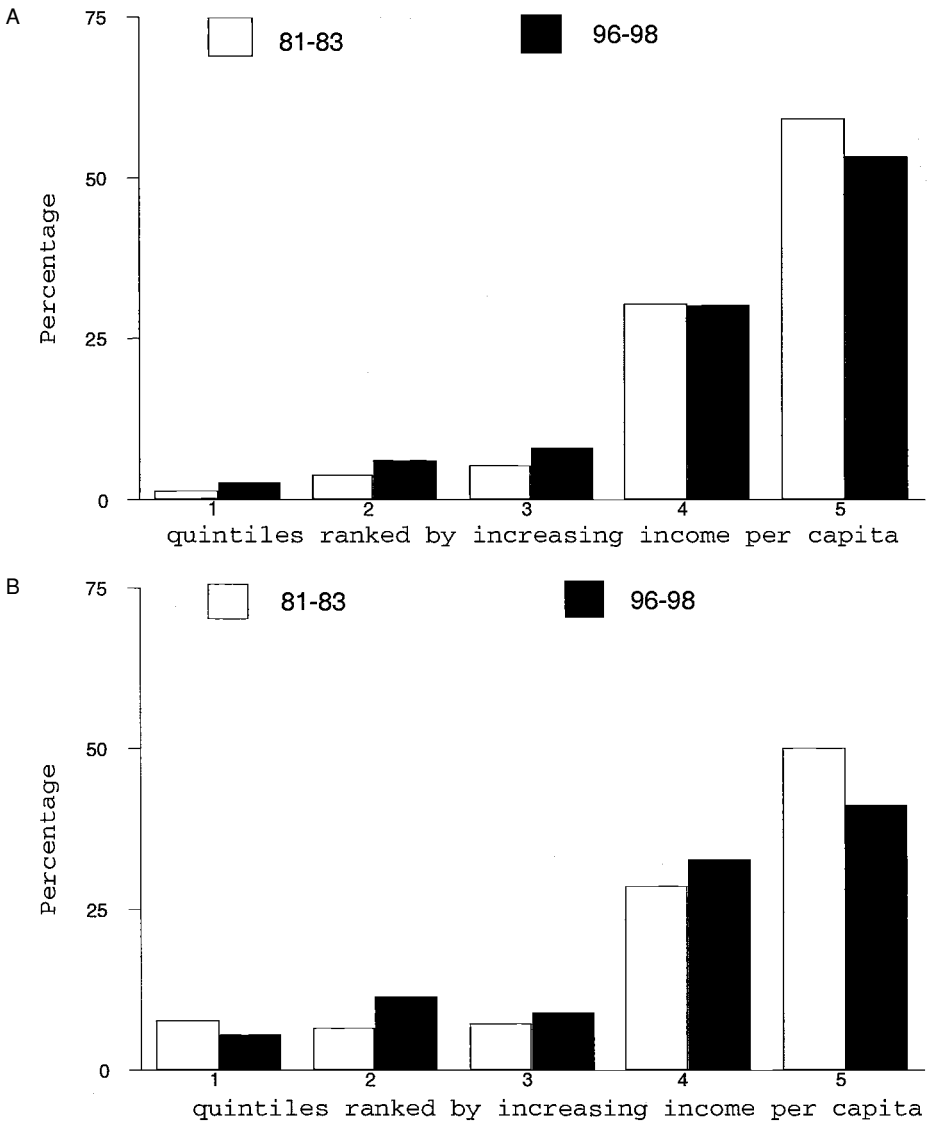 A
75
81-83
96-98
50
25
0
Percentage
1 2 3 4 5
quintiles ranked by increasing income per capita
B
75
81-83
96-98
50
25
0
Percentage
1 2 3 4 5
quintiles ranked by increasing income per capita